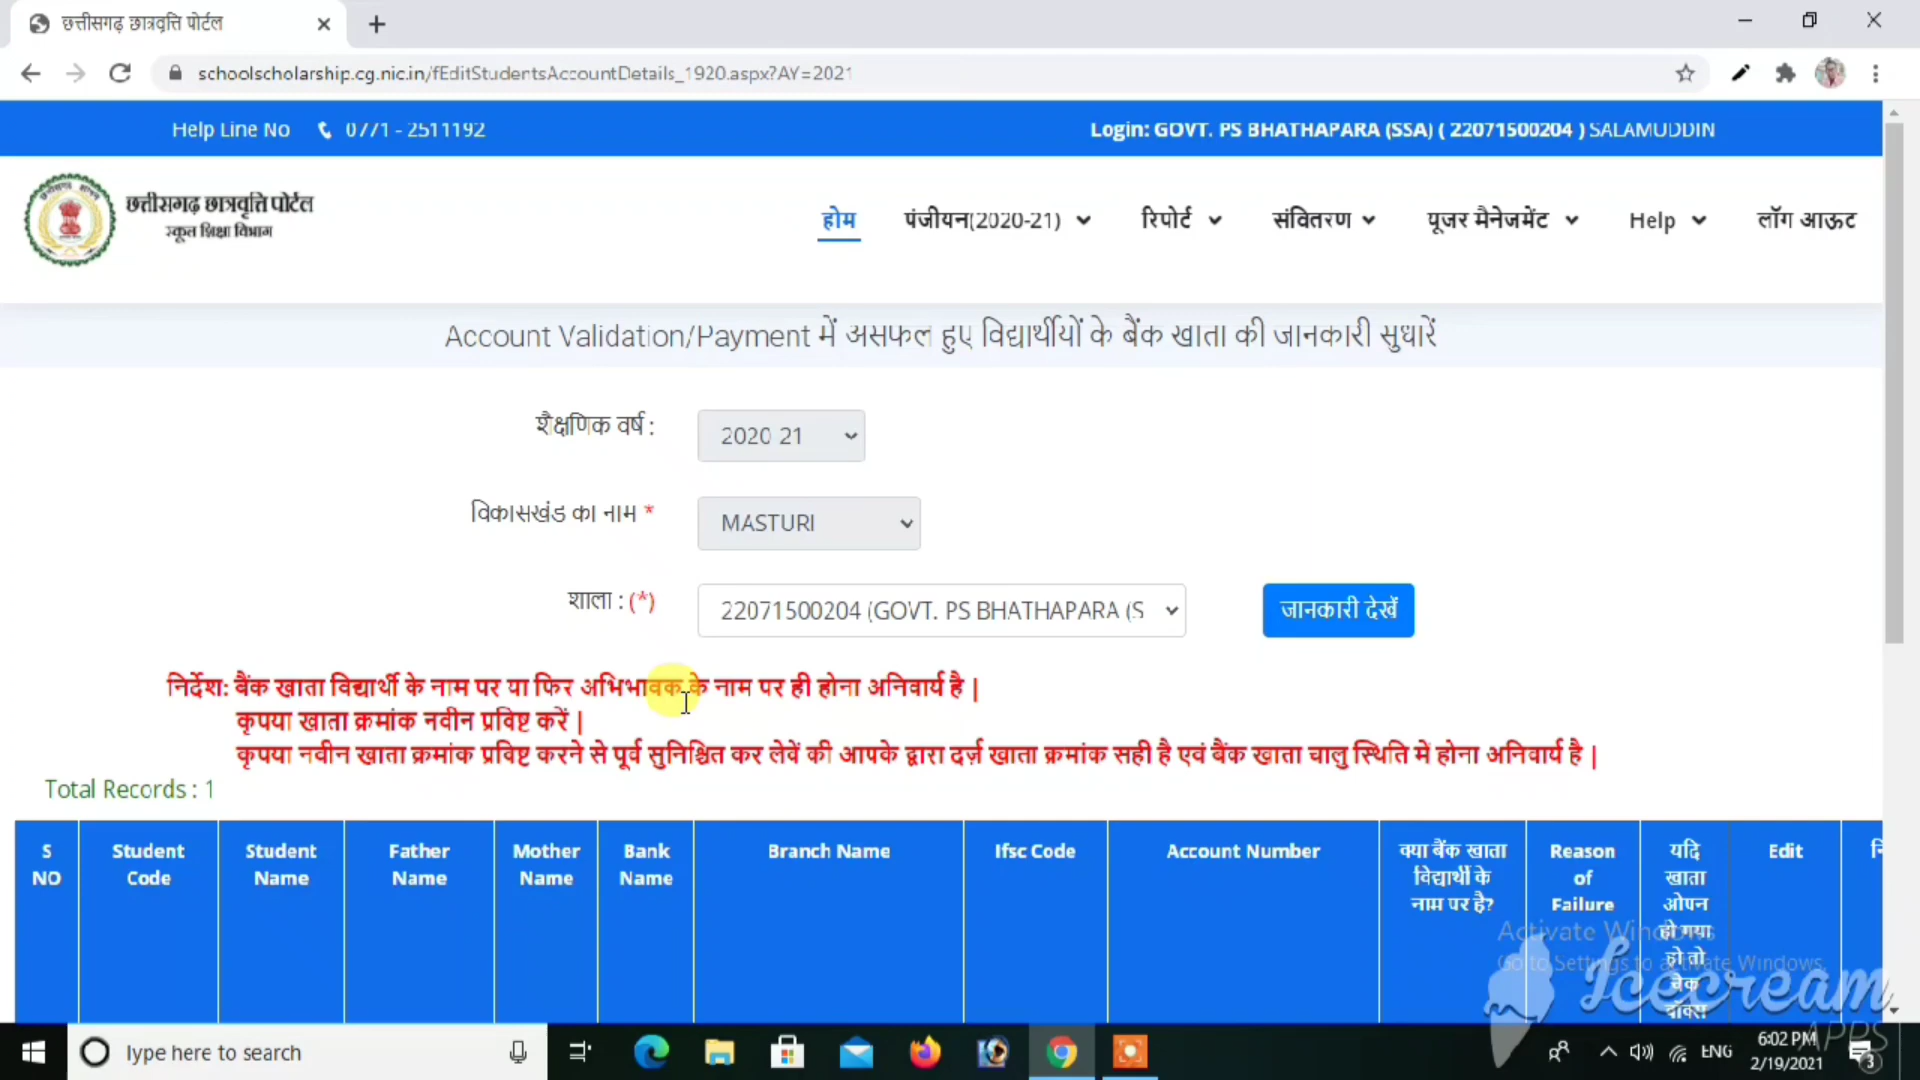 छत्तीसगढ़ छात्रवृत्ति पोर्टल
schoolscholarship.cg.nic.in/fEditStudentsAccountDetails_1920.aspx?AY=2021
Help Line No 0771 - 2511192
Login: GOVT. PS BHATHAPARA (SSA) ( 22071500204 ) SALAMUDDIN
छत्तीसगढ़ छात्रवृत्ति पोर्टल
स्कूल शिक्षा विभाग
होम पंजीयन(2020-21) रिपोर्ट संवितरण पूजर मैनेजमेंट Help लॉग आऊट
Account Validation/Payment में असफल हुए विद्यार्थीयों के बैंक खाता की जानकारी सुधारें
शैक्षणिक वर्ष : 2020-21
विकासखंड का नाम * MASTURI
शाला : (*) 22071500204 (GOVT. PS BHATHAPARA (S जानकारी देखें
निर्देश: बैंक खाता विद्यार्थी के नाम पर या फिर अभिभावक के नाम पर ही होना अनिवार्य है |
कृपया खाता क्रमांक नवीन प्रविष्ट करें |
कृपया नवीन खाता क्रमांक प्रविष्ट करने से पूर्व सुनिश्चित कर लेवें की आपके द्वारा दर्ज़ खाता क्रमांक सही है एवं बैंक खाता चालु स्थिति में होना अनिवार्य है |
Total Records : 1
S NO
Student Code
Student Name
Father Name
Mother Name
Bank Name
Branch Name
Ifsc Code
Account Number
क्या बैंक खाता विद्यार्थी के नाम पर है?
Reason of Failure
यदि खाता ओपन हो गया हो तो चेक बॉक्स
Edit
Activate Windows
Go to Settings to activate Windows.
Icecream
APPS
Type here to search
ENG
6:02 PM
2/19/2021
3